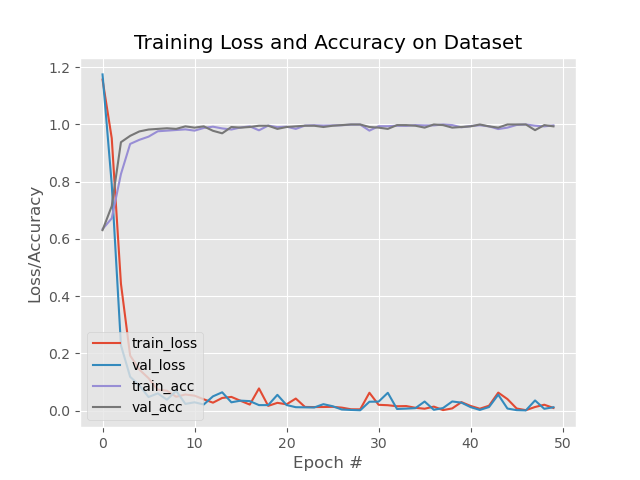 Training Loss and Accuracy on Dataset
1.2
1.0
0.8
0.6
0.4
0.2
0.0
Loss/Accuracy
train_loss
val_loss
train_acc
val_acc
0
10
20
30
40
50
Epoch #